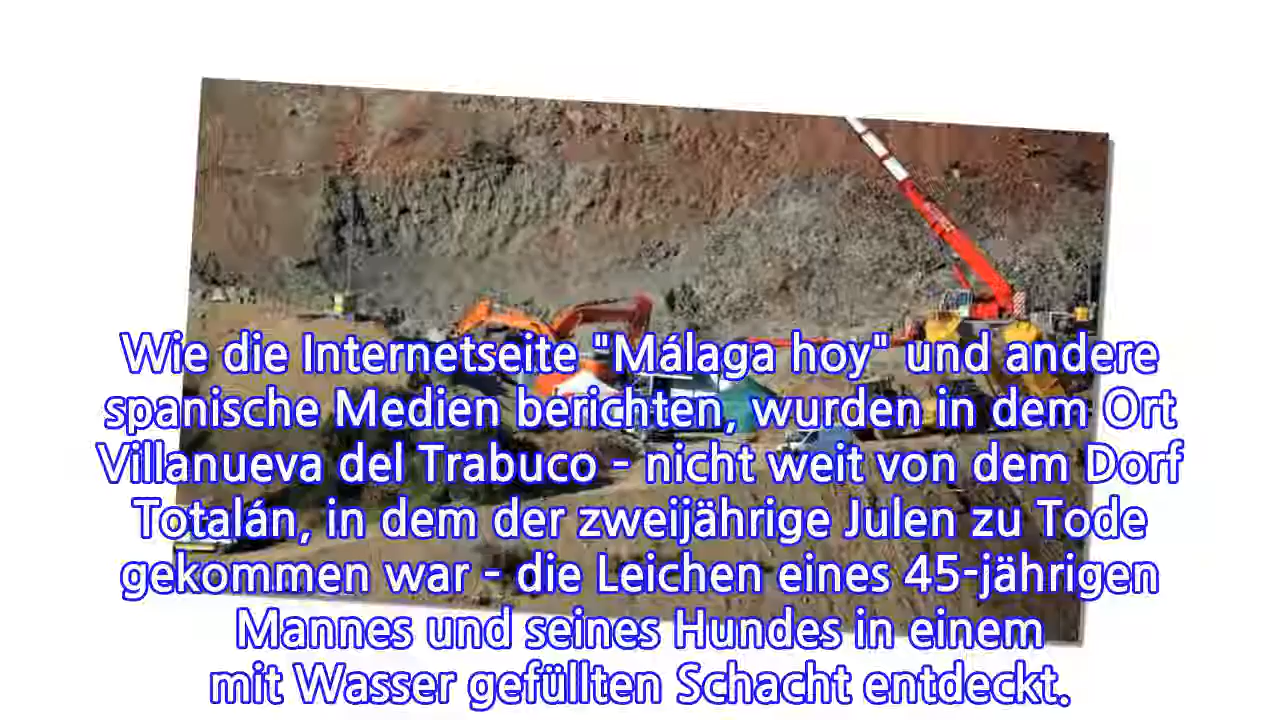 Wie die Internetseite "Málaga hoy" und andere
spanische Medien berichten, wurden in dem Ort
Villanueva del Trabuco - nicht weit von dem Dorf
Totalán, in dem der zweijährige Julen zu Tode
gekommen war - die Leichen eines 45-jährigen
Mannes und seines Hundes in einem
mit Wasser gefüllten Schacht entdeckt.